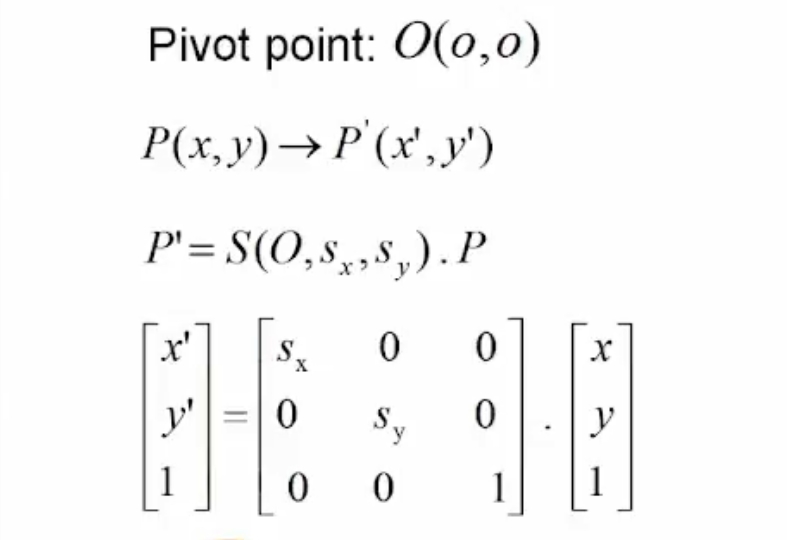 Pivot point: O(o,o)
P(x,y)→P'(x',y')
P'=S(O,sx,sy).P
[x'] = [sx 0 0] . [x]
[y'] = [0 sy 0] . [y]
[1] = [0 0 1] . [1]